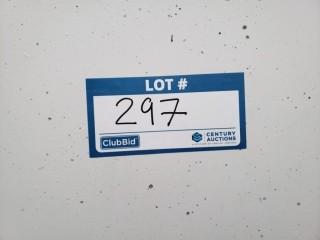 LOT #
297
ClubBid
CENTURY
AUCTIONS